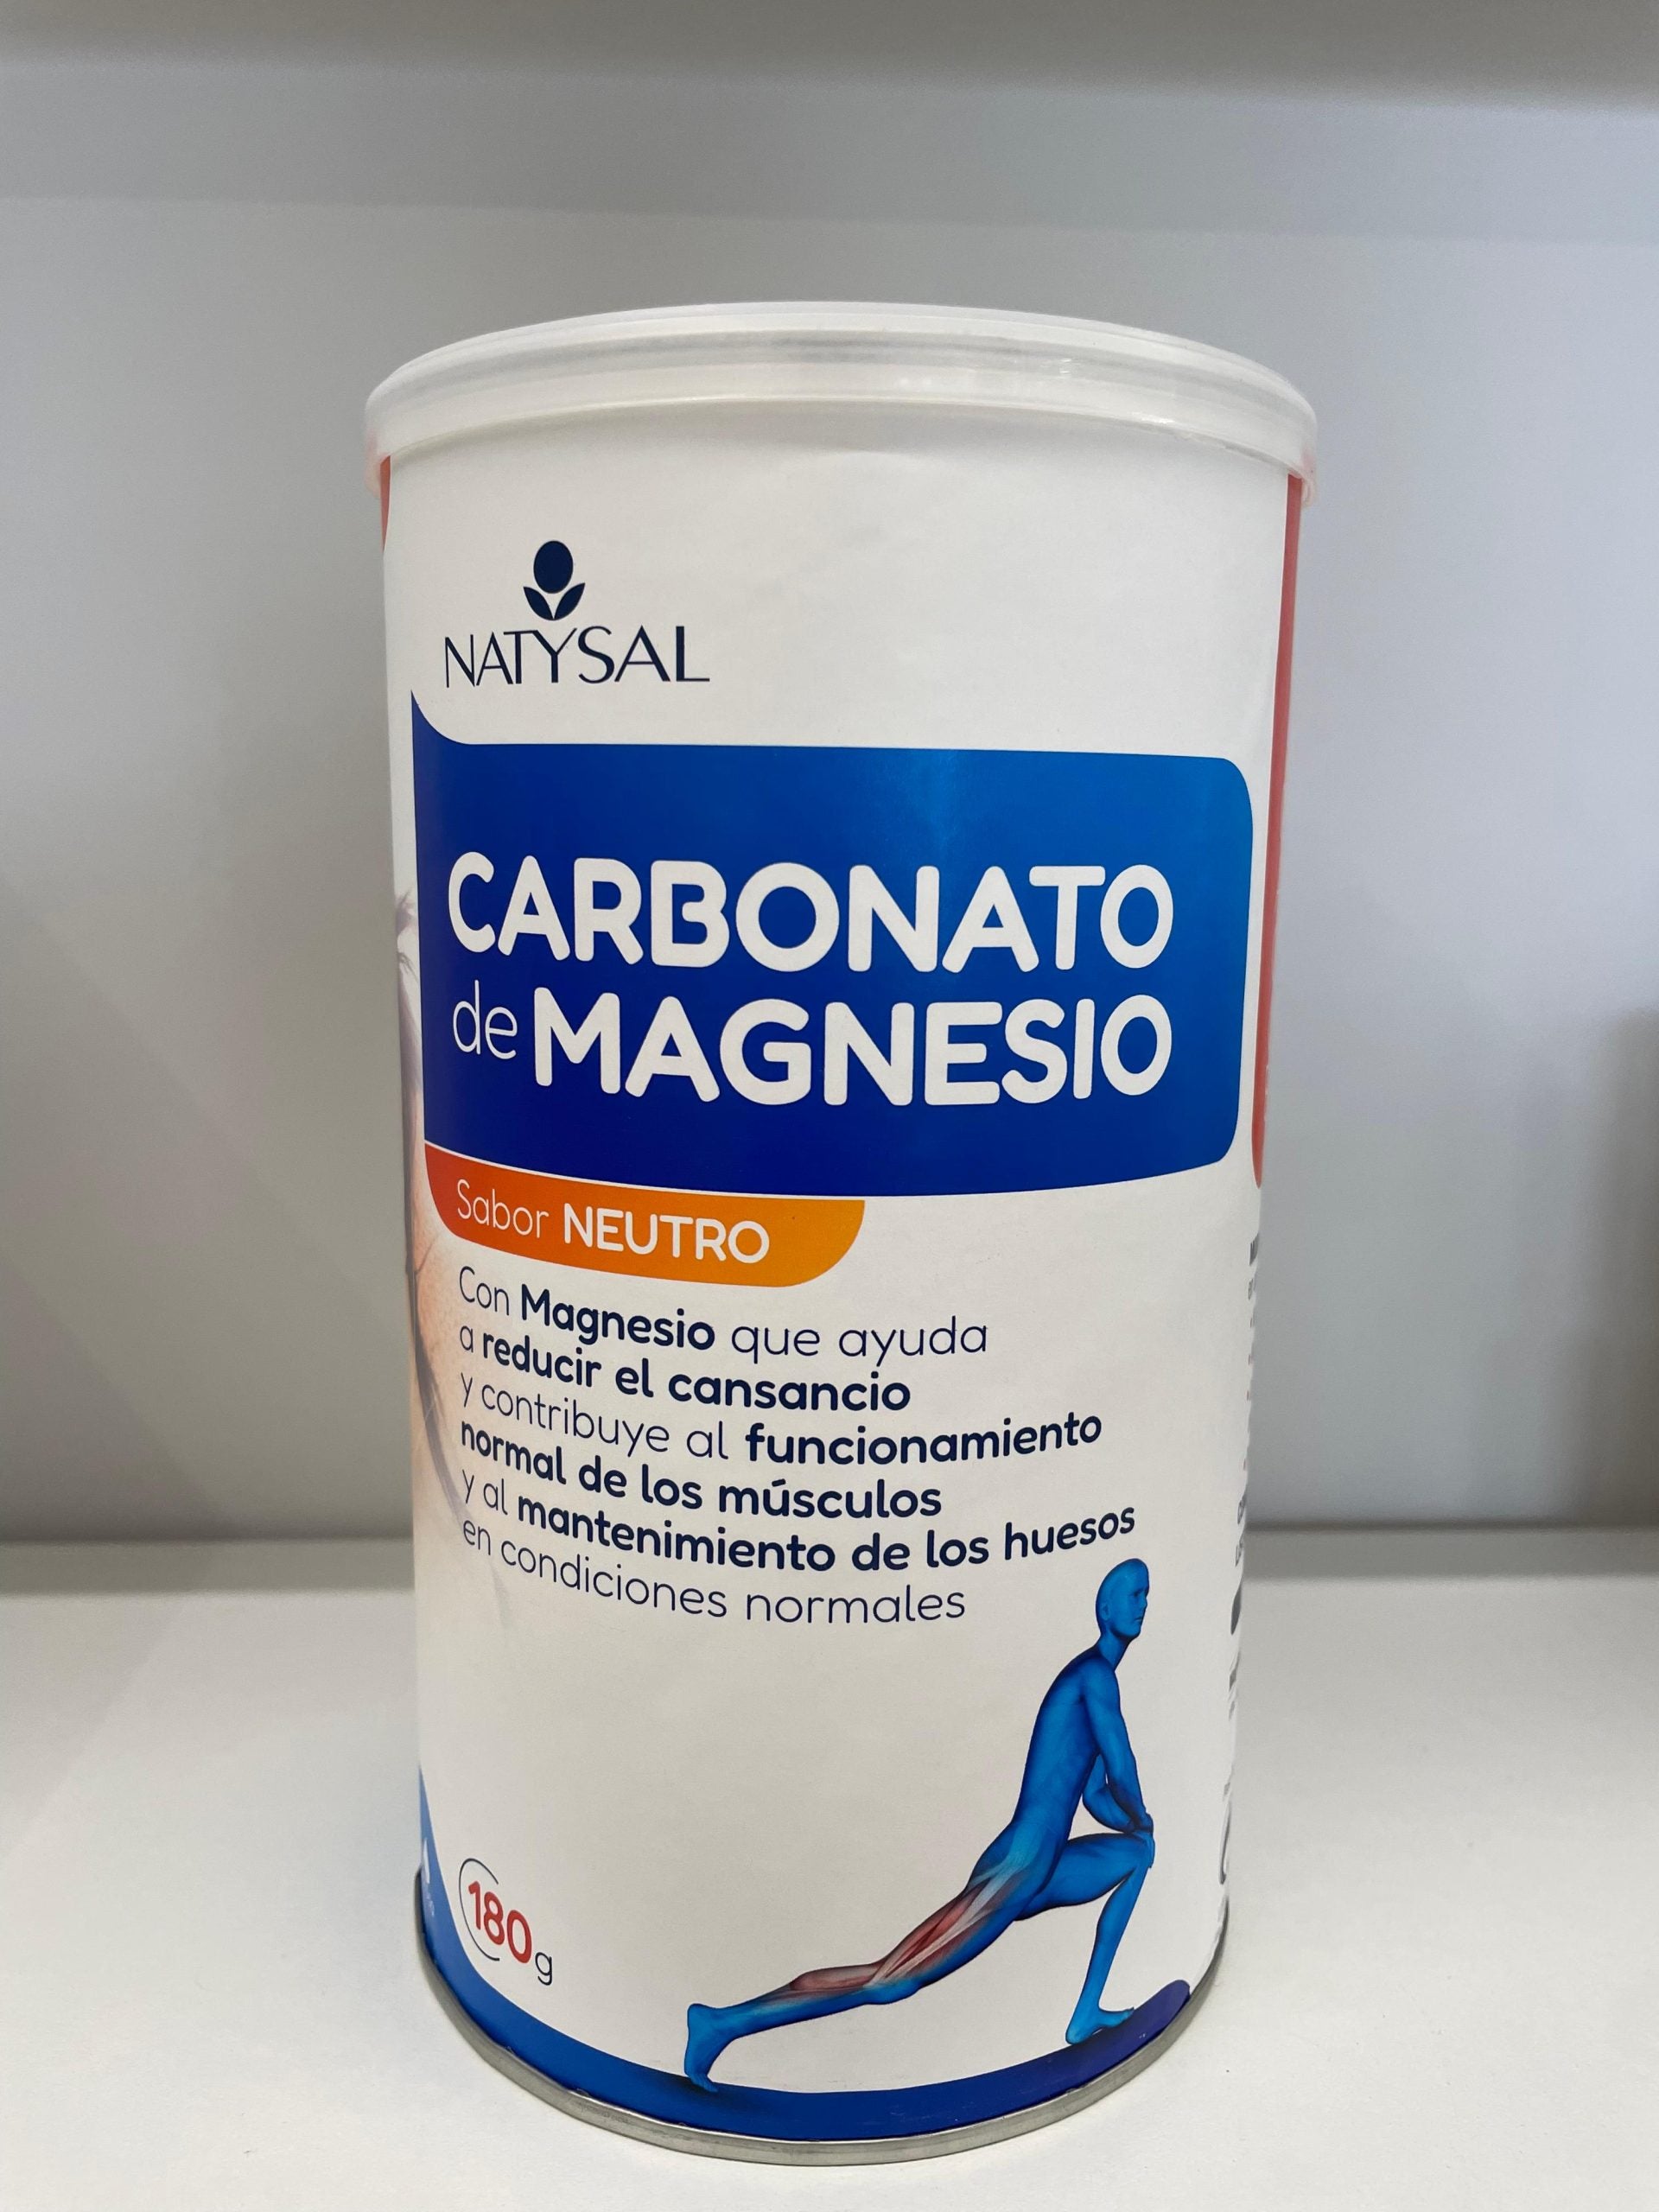 NATYSAL
CARBONATO
de MAGNESIO
Sabor NEUTRO
Con Magnesio que ayuda
a reducir el cansancio
y contribuye al funcionamiento
normal de los músculos
y al mantenimiento de los huesos
en condiciones normales
180 g